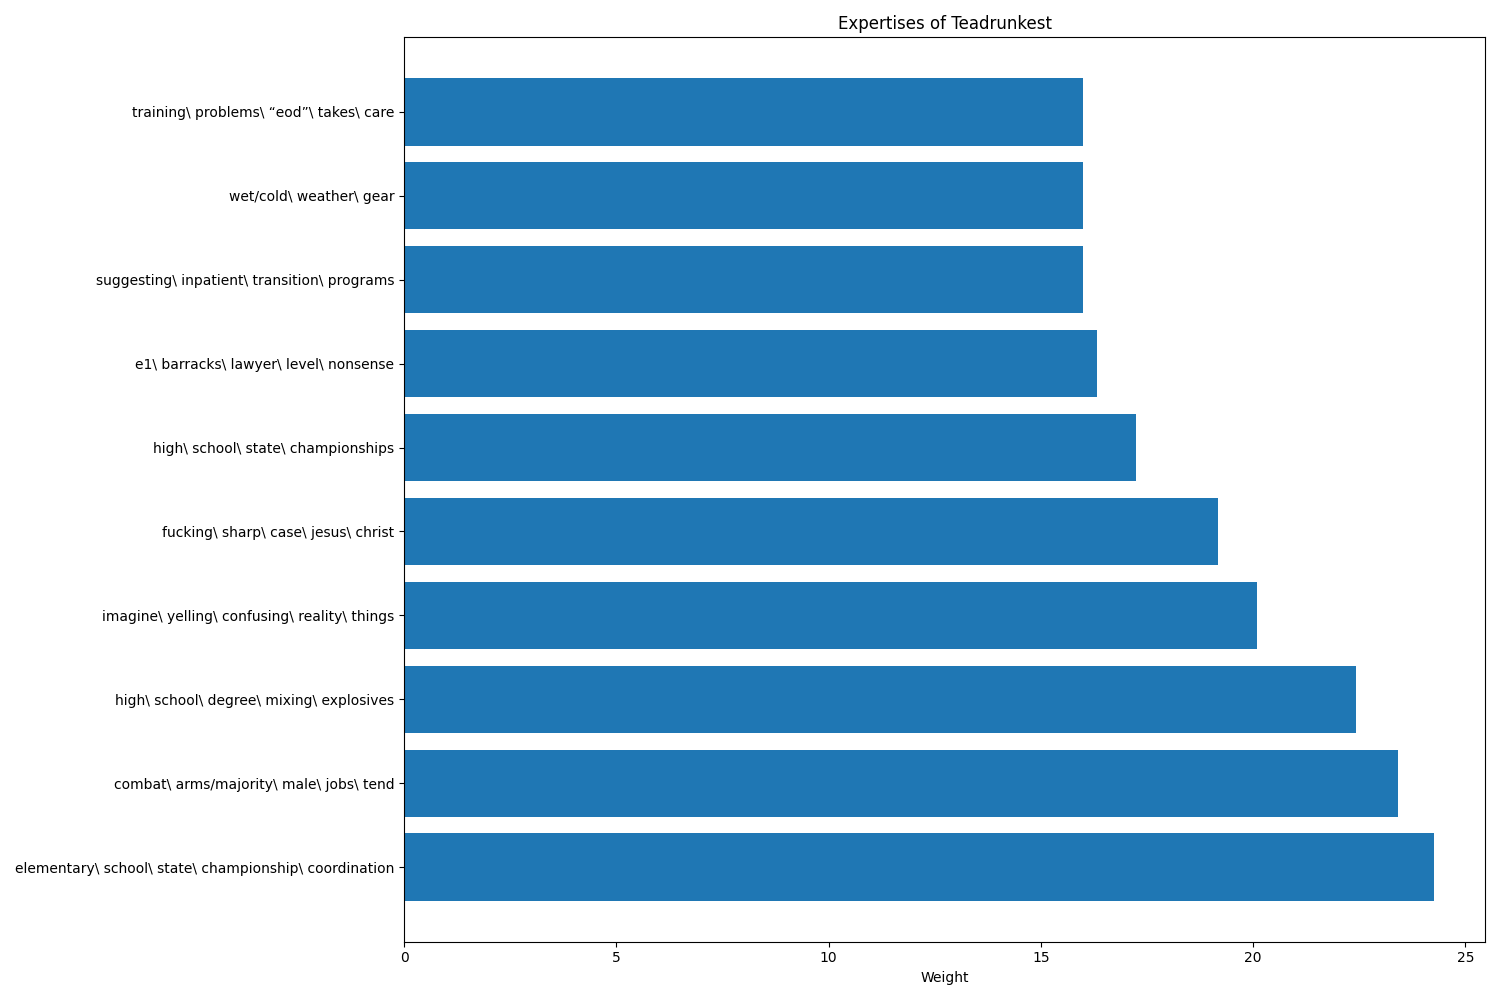 Expertises of Teadrunkest
training\ problems\ “eod”\ takes\ care
wet/cold\ weather\ gear
suggesting\ inpatient\ transition\ programs
e1\ barracks\ lawyer\ level\ nonsense
high\ school\ state\ championships
fucking\ sharp\ case\ jesus\ christ
imagine\ yelling\ confusing\ reality\ things
high\ school\ degree\ mixing\ explosives
combat\ arms/majority\ male\ jobs\ tend
elementary\ school\ state\ championship\ coordination
0 5 10 15 20 25
Weight